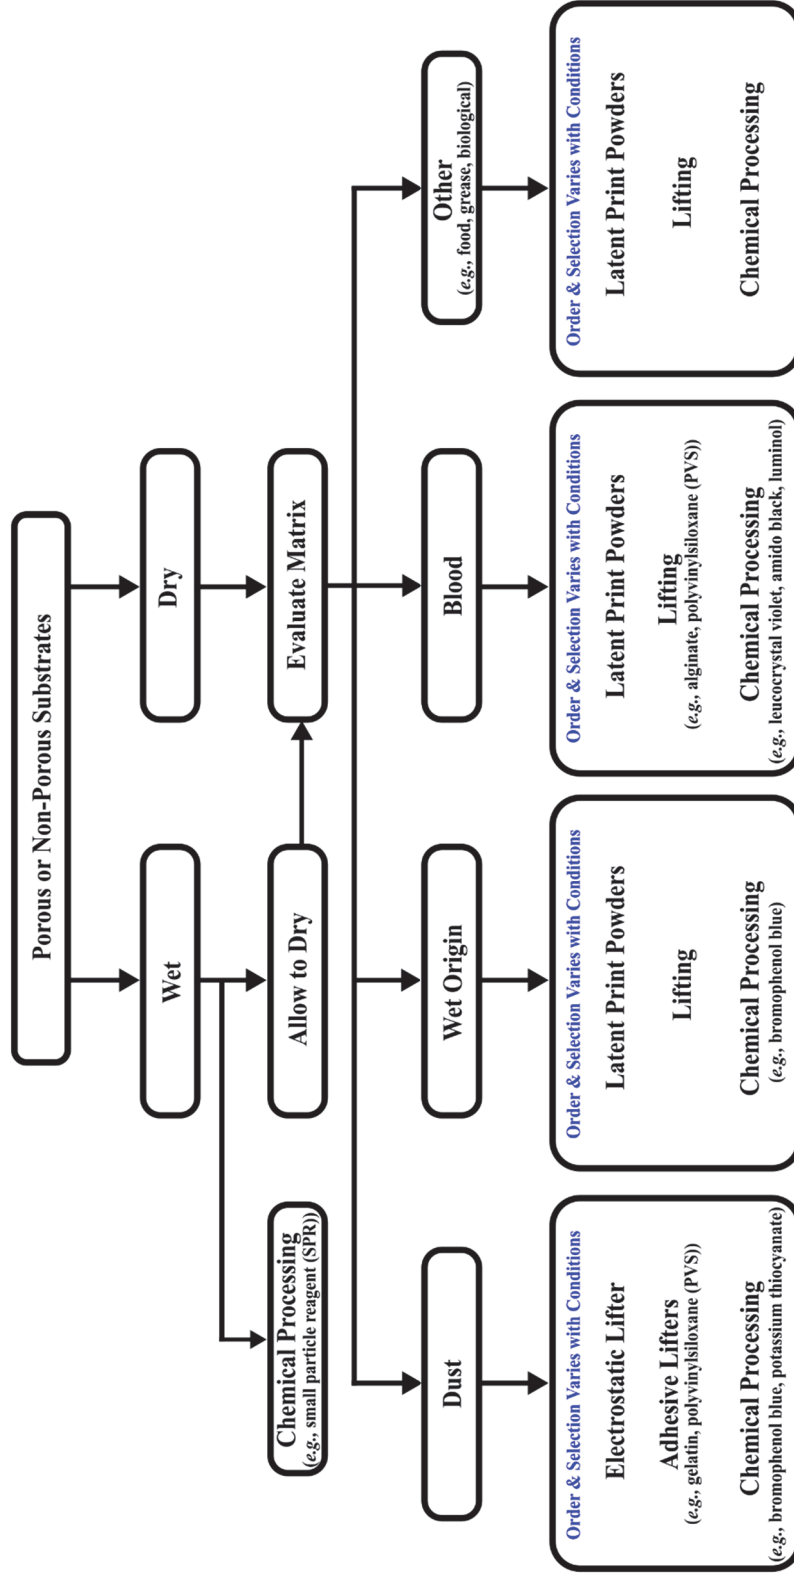 Porous or Non-Porous Substrates
Wet
Dry
Chemical Processing
(e.g., small particle reagent (SPR))
Allow to Dry
Evaluate Matrix
Dust
Wet Origin
Blood
Other
(e.g., food, grease, biological)
Order & Selection Varies with Conditions
Electrostatic Lifter
Adhesive Lifters
(e.g., gelatin, polyvinylsiloxane (PVS))
Chemical Processing
(e.g., bromophenol blue, potassium thiocyanate)
Order & Selection Varies with Conditions
Latent Print Powders
Lifting
Chemical Processing
(e.g., bromophenol blue)
Order & Selection Varies with Conditions
Latent Print Powders
Lifting
(e.g., alginate, polyvinylsiloxane (PVS))
Chemical Processing
(e.g., leucocrystal violet, amido black, luminol)
Order & Selection Varies with Conditions
Latent Print Powders
Lifting
Chemical Processing